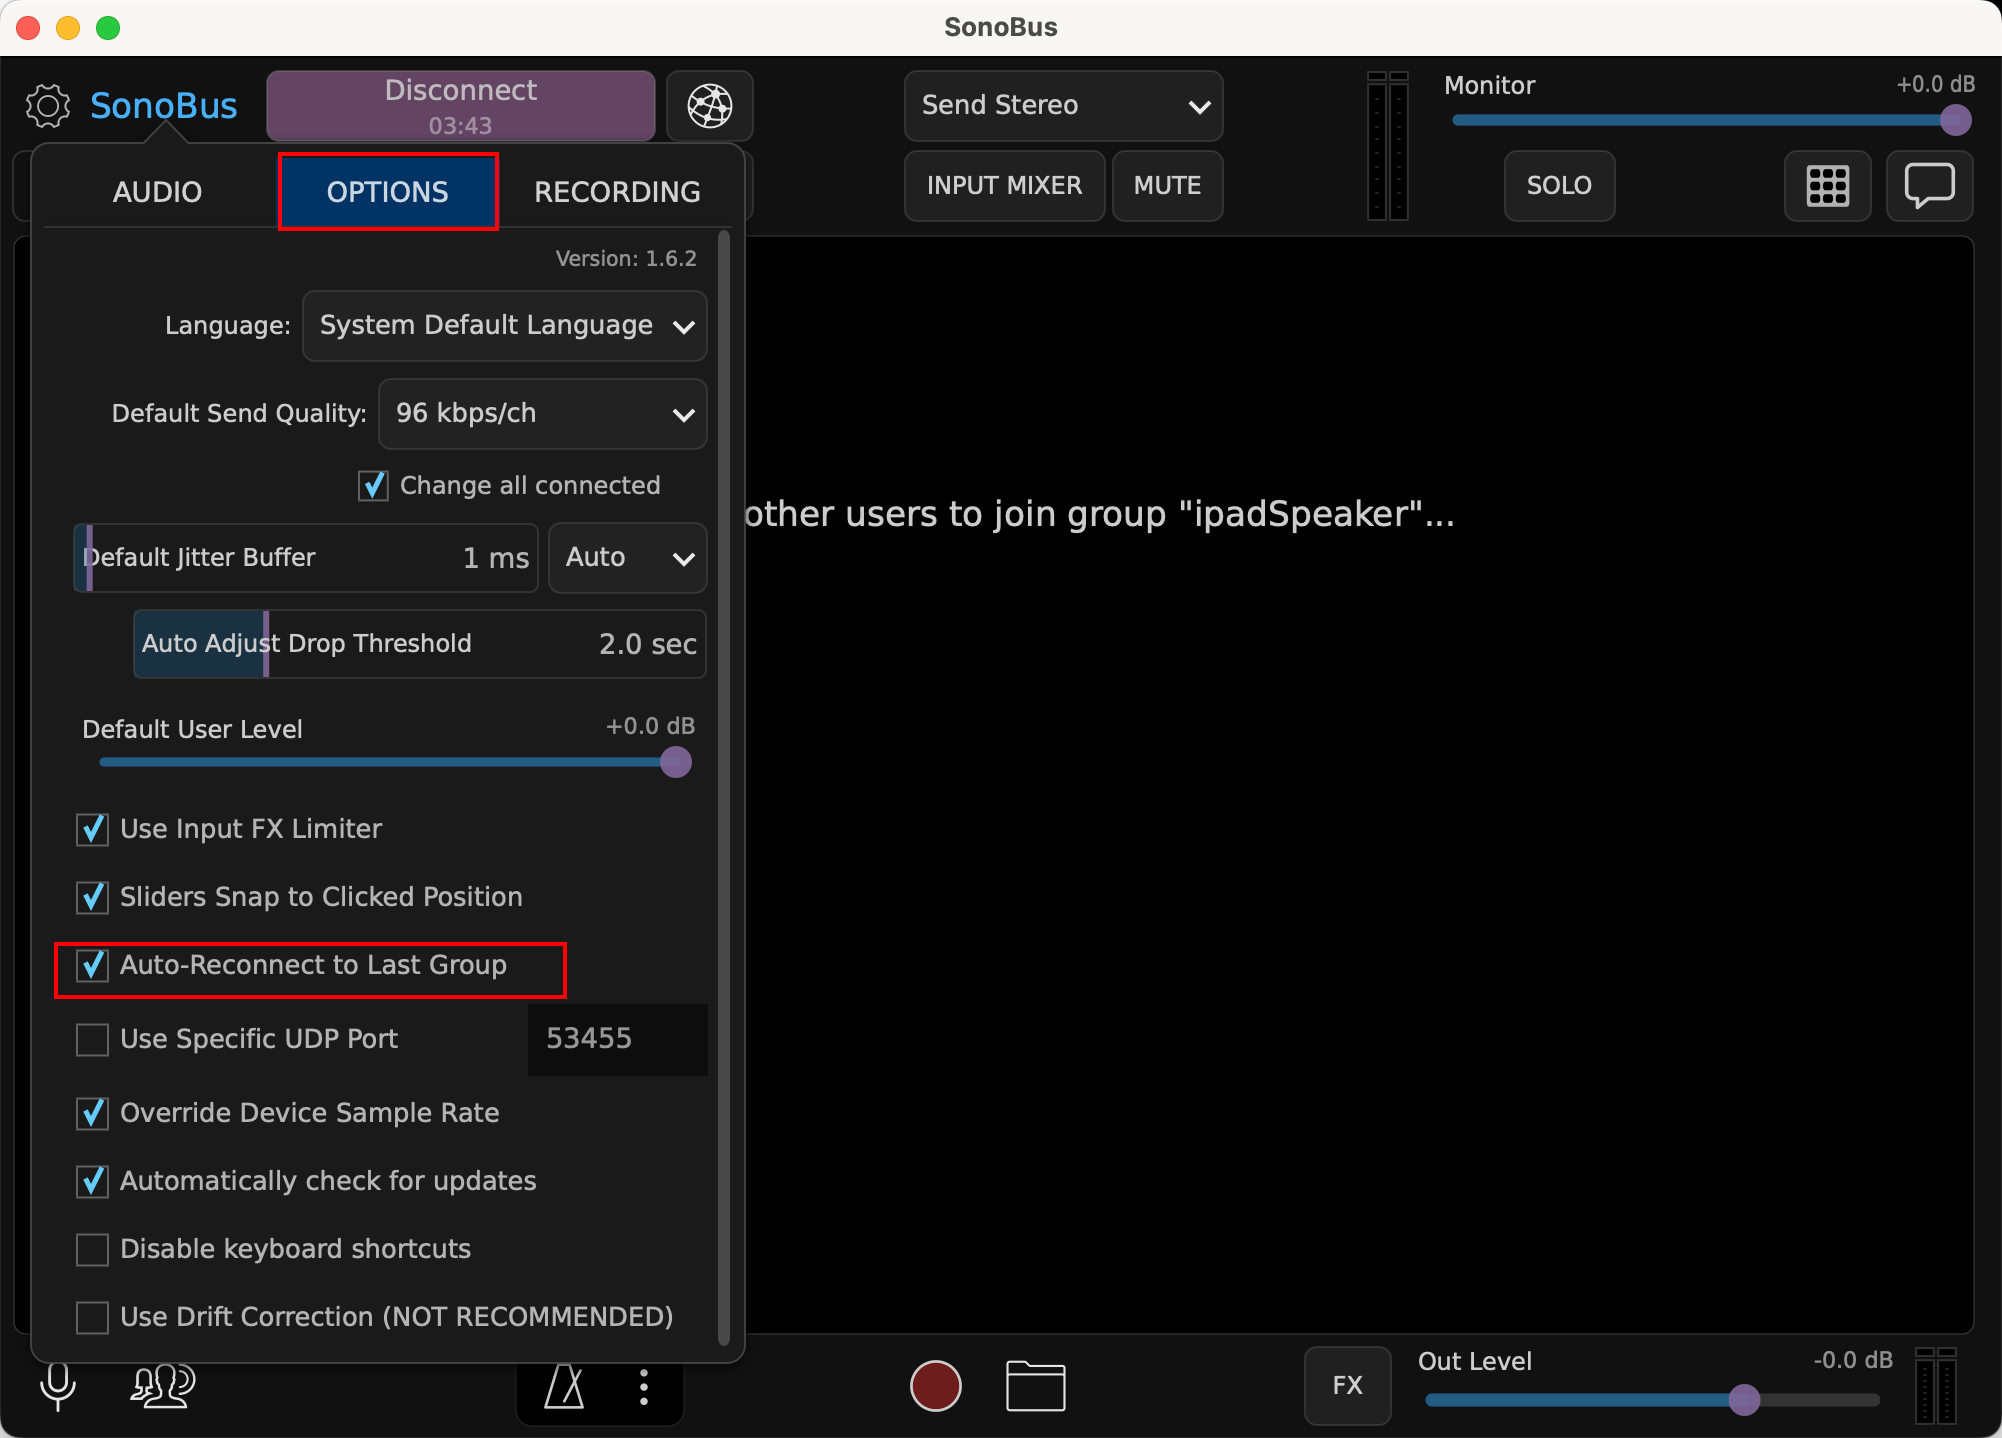 SonoBus
SonoBus
Disconnect
03:43
Send Stereo
Monitor
+0.0 dB
INPUT MIXER
MUTE
SOLO
AUDIO
OPTIONS
RECORDING
Version: 1.6.2
Language:
System Default Language
Default Send Quality:
96 kbps/ch
Change all connected
other users to join group "ipadSpeaker"...
Default Jitter Buffer
1 ms
Auto
Auto Adjust Drop Threshold
2.0 sec
Default User Level
+0.0 dB
Use Input FX Limiter
Sliders Snap to Clicked Position
Auto-Reconnect to Last Group
Use Specific UDP Port
53455
Override Device Sample Rate
Automatically check for updates
Disable keyboard shortcuts
Use Drift Correction (NOT RECOMMENDED)
FX
Out Level
-0.0 dB